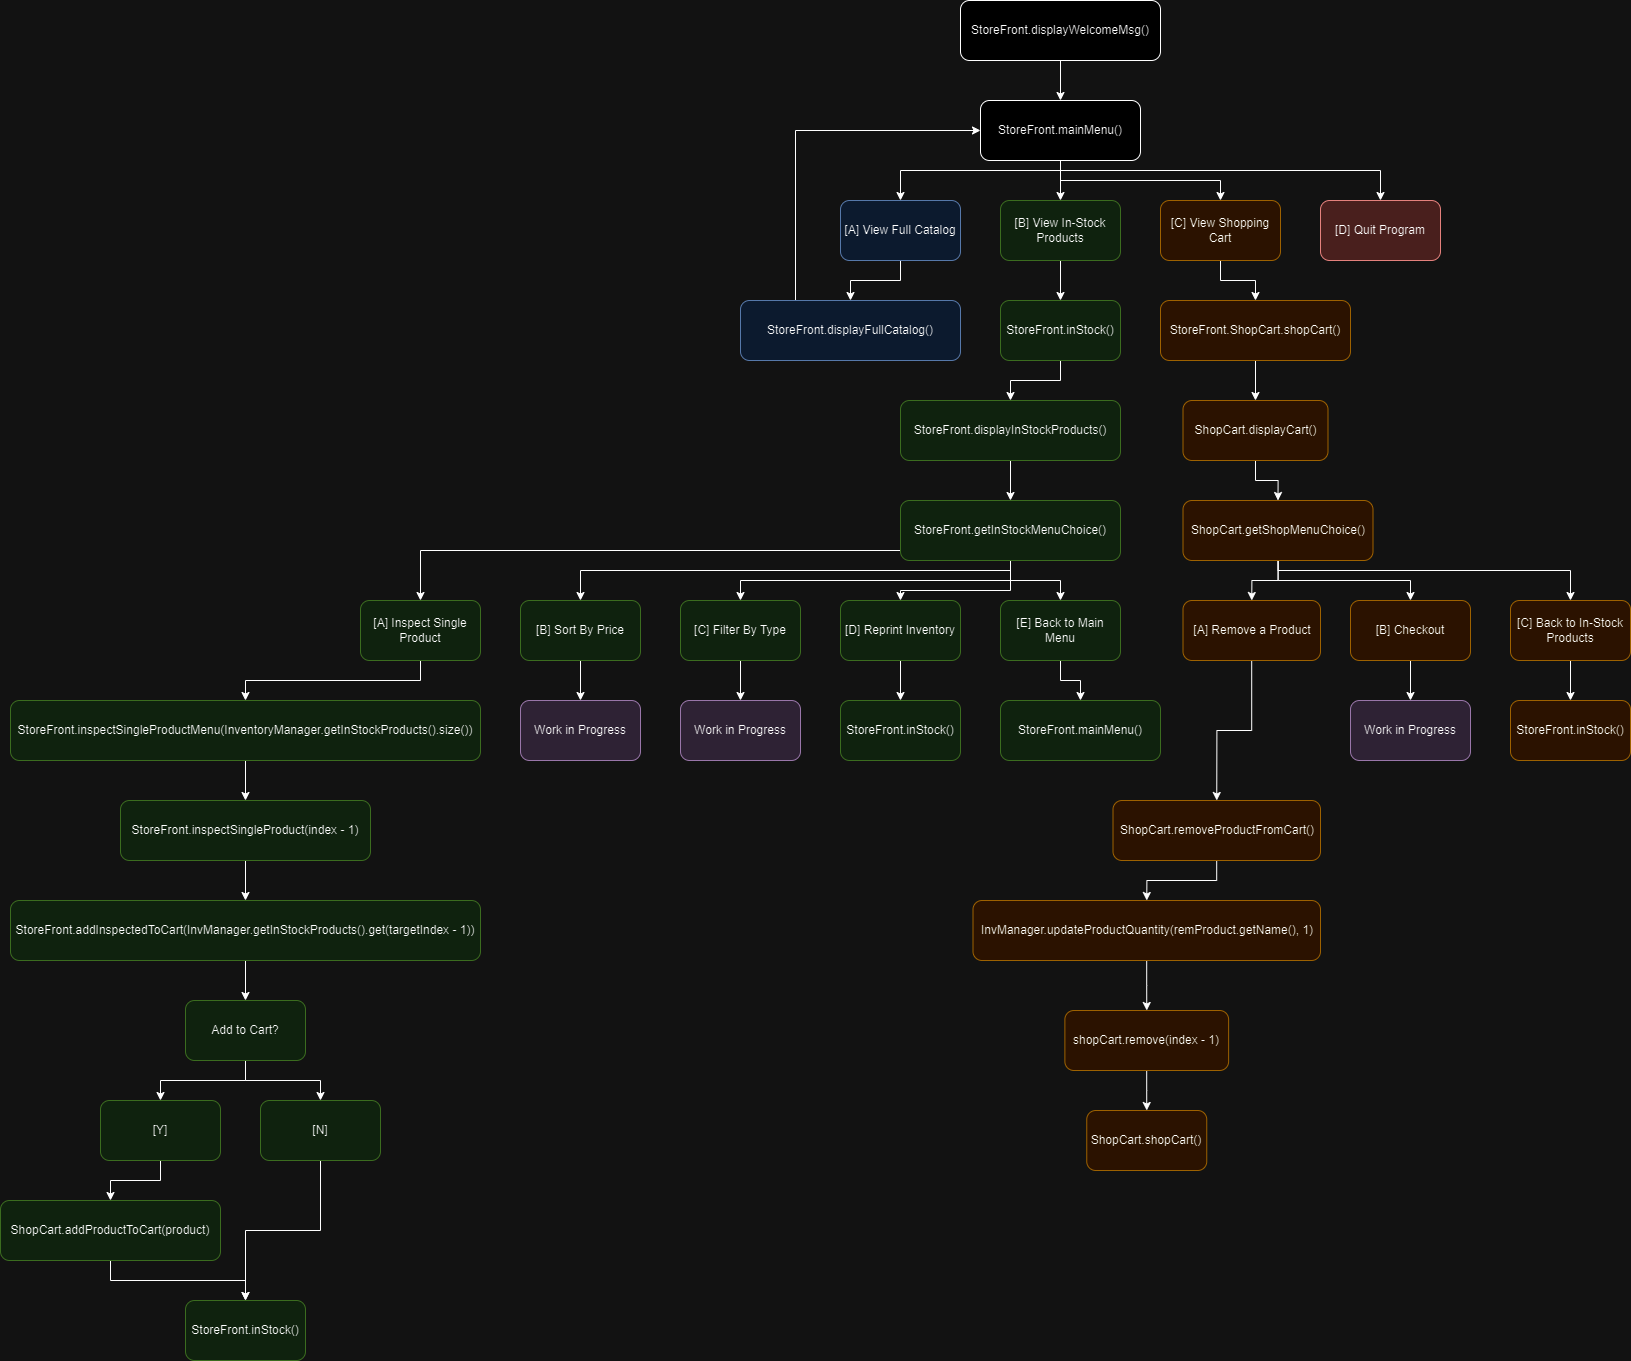 StoreFront.displayWelcomeMsg()
StoreFront.mainMenu()
[A] View Full Catalog
[B] View In-Stock
Products
[C] View Shopping
Cart
[D] Quit Program
StoreFront.displayFullCatalog()
StoreFront.inStock()
StoreFront.ShopCart.shopCart()
StoreFront.displayInStockProducts()
ShopCart.displayCart()
StoreFront.getInStockMenuChoice()
ShopCart.getShopMenuChoice()
[A] Inspect Single
Product
[B] Sort By Price
[C] Filter By Type
[D] Reprint Inventory
[E] Back to Main
Menu
[A] Remove a Product
[B] Checkout
[C] Back to In-Stock
Products
StoreFront.inspectSingleProductMenu(InventoryManager.getInStockProducts().size())
Work in Progress
Work in Progress
StoreFront.inStock()
StoreFront.mainMenu()
Work in Progress
StoreFront.inStock()
StoreFront.inspectSingleProduct(index - 1)
ShopCart.removeProductFromCart()
StoreFront.addInspectedToCart(InvManager.getInStockProducts().get(targetIndex - 1))
InvManager.updateProductQuantity(remProduct.getName(), 1)
Add to Cart?
shopCart.remove(index - 1)
[Y]
[N]
ShopCart.shopCart()
ShopCart.addProductToCart(product)
StoreFront.inStock()